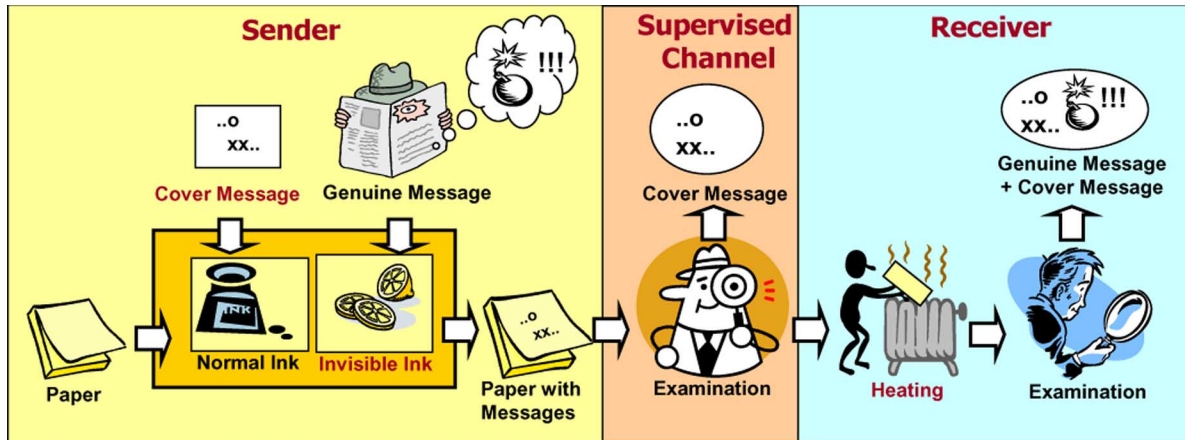 Sender
Supervised
Channel
Receiver
!!!
..o
xx..
Cover Message
Genuine Message
..o
xx..
Cover Message
..o
xx..
!!!
Genuine Message
+ Cover Message
INK
Normal Ink
Invisible Ink
Paper
..o
xx..
Paper with
Messages
Examination
Heating
Examination